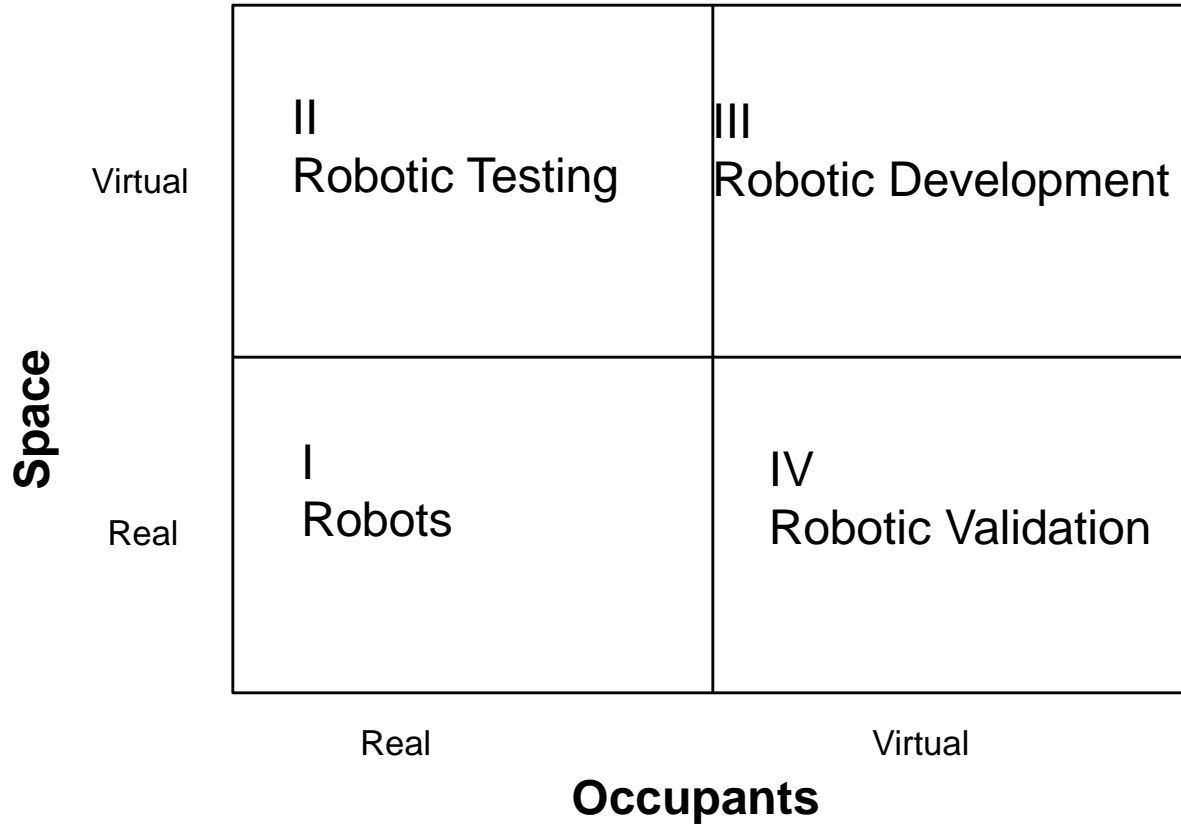 II
Robotic Testing
III
Robotic Development
Virtual
Space
I
Robots
IV
Robotic Validation
Real
Real
Virtual
Occupants